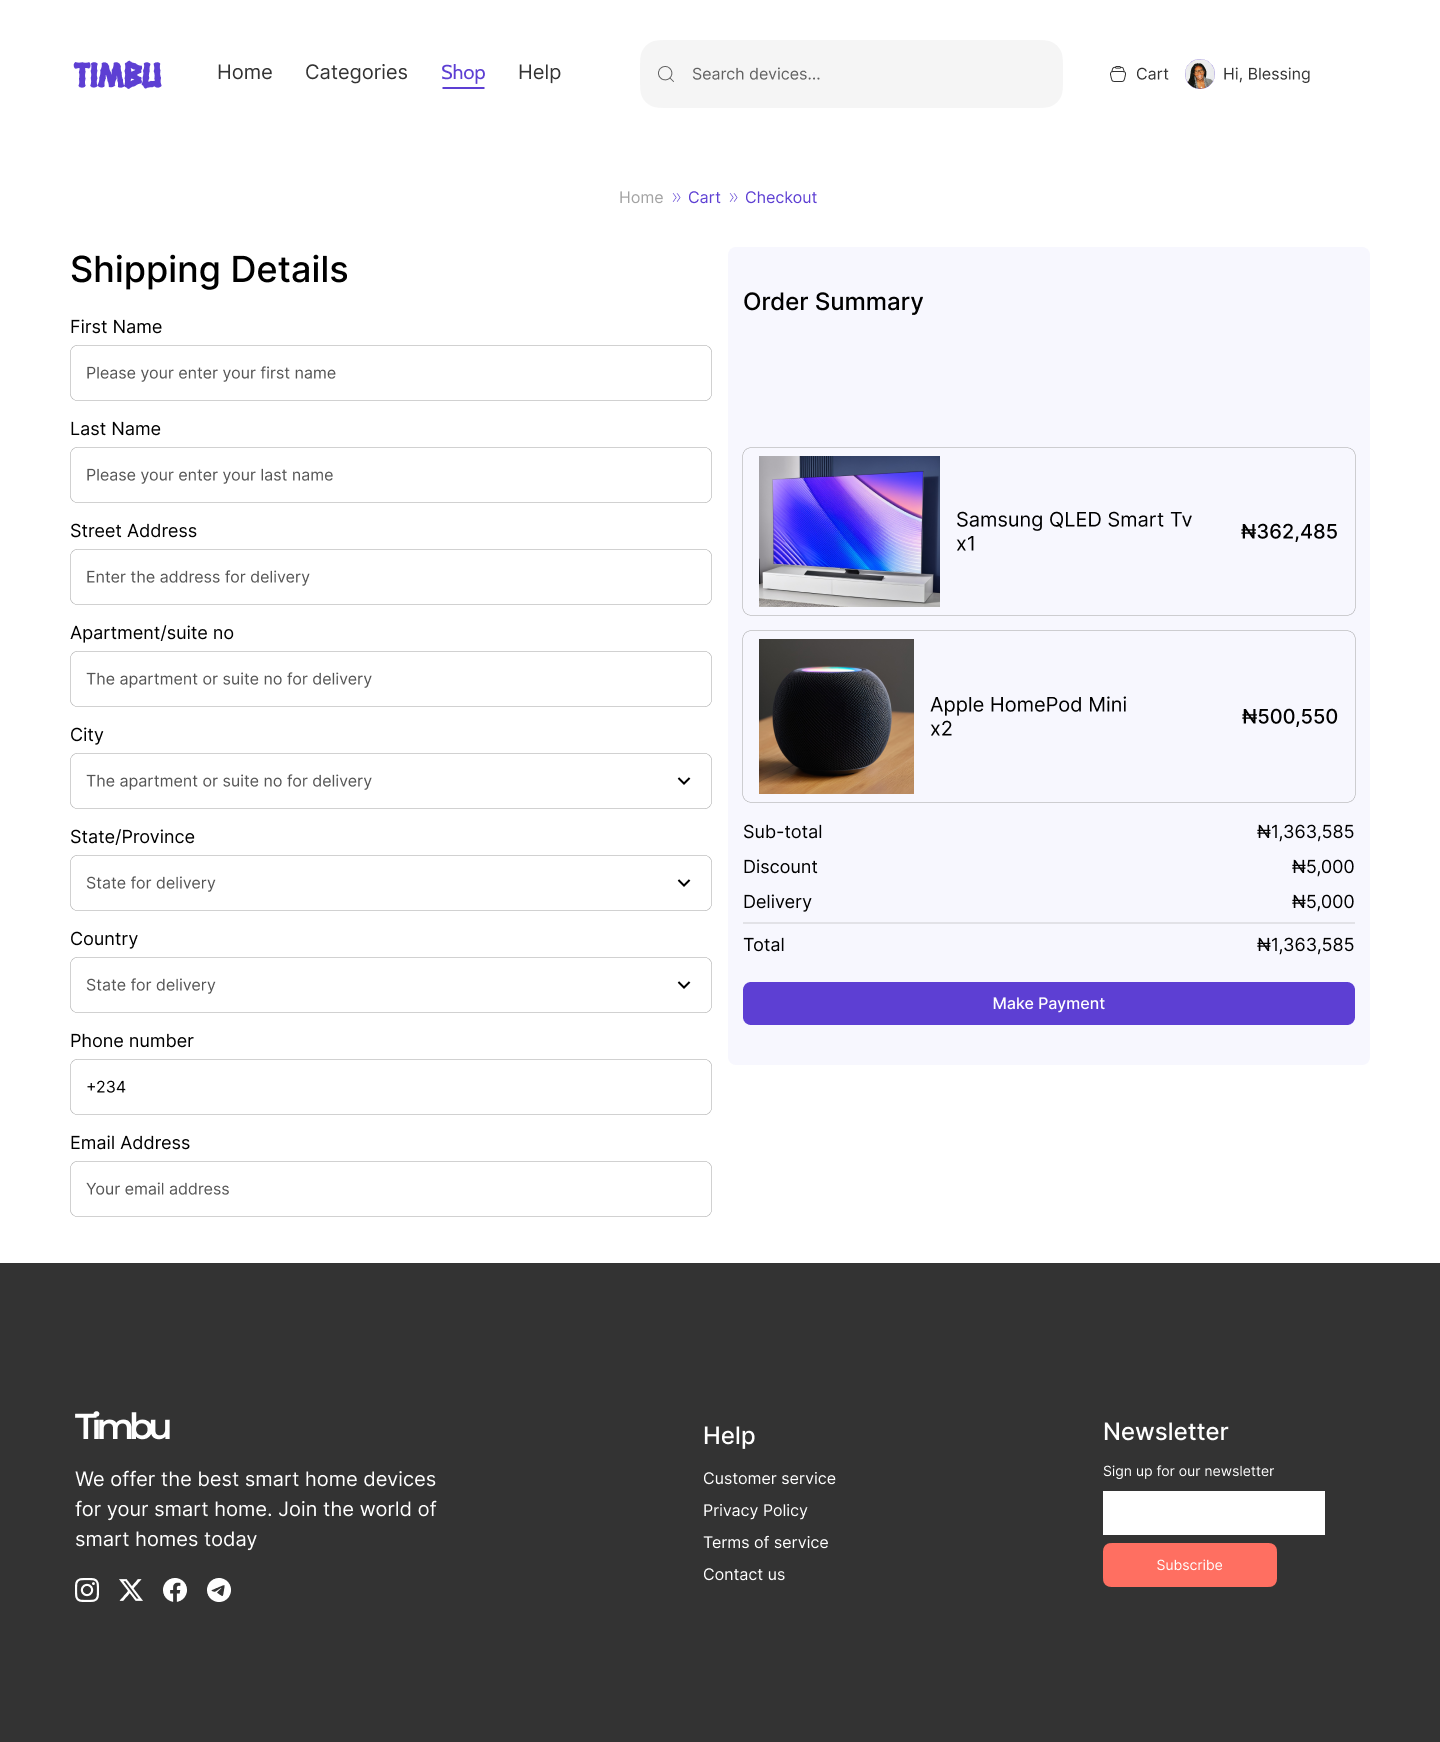 TIMBU
Home
Categories
Shop
Help
Search devices...
Cart
Hi, Blessing
Home » Cart » Checkout
Shipping Details
First Name
Please your enter your first name
Last Name
Please your enter your last name
Street Address
Enter the address for delivery
Apartment/suite no
The apartment or suite no for delivery
City
The apartment or suite no for delivery
State/Province
State for delivery
Country
State for delivery
Phone number
+234
Email Address
Your email address
Order Summary
Samsung QLED Smart Tv
x1
₦362,485
Apple HomePod Mini
x2
₦500,550
Sub-total
₦1,363,585
Discount
₦5,000
Delivery
₦5,000
Total
₦1,363,585
Make Payment
Timbu
We offer the best smart home devices
for your smart home. Join the world of
smart homes today
Help
Customer service
Privacy Policy
Terms of service
Contact us
Newsletter
Sign up for our newsletter
Subscribe